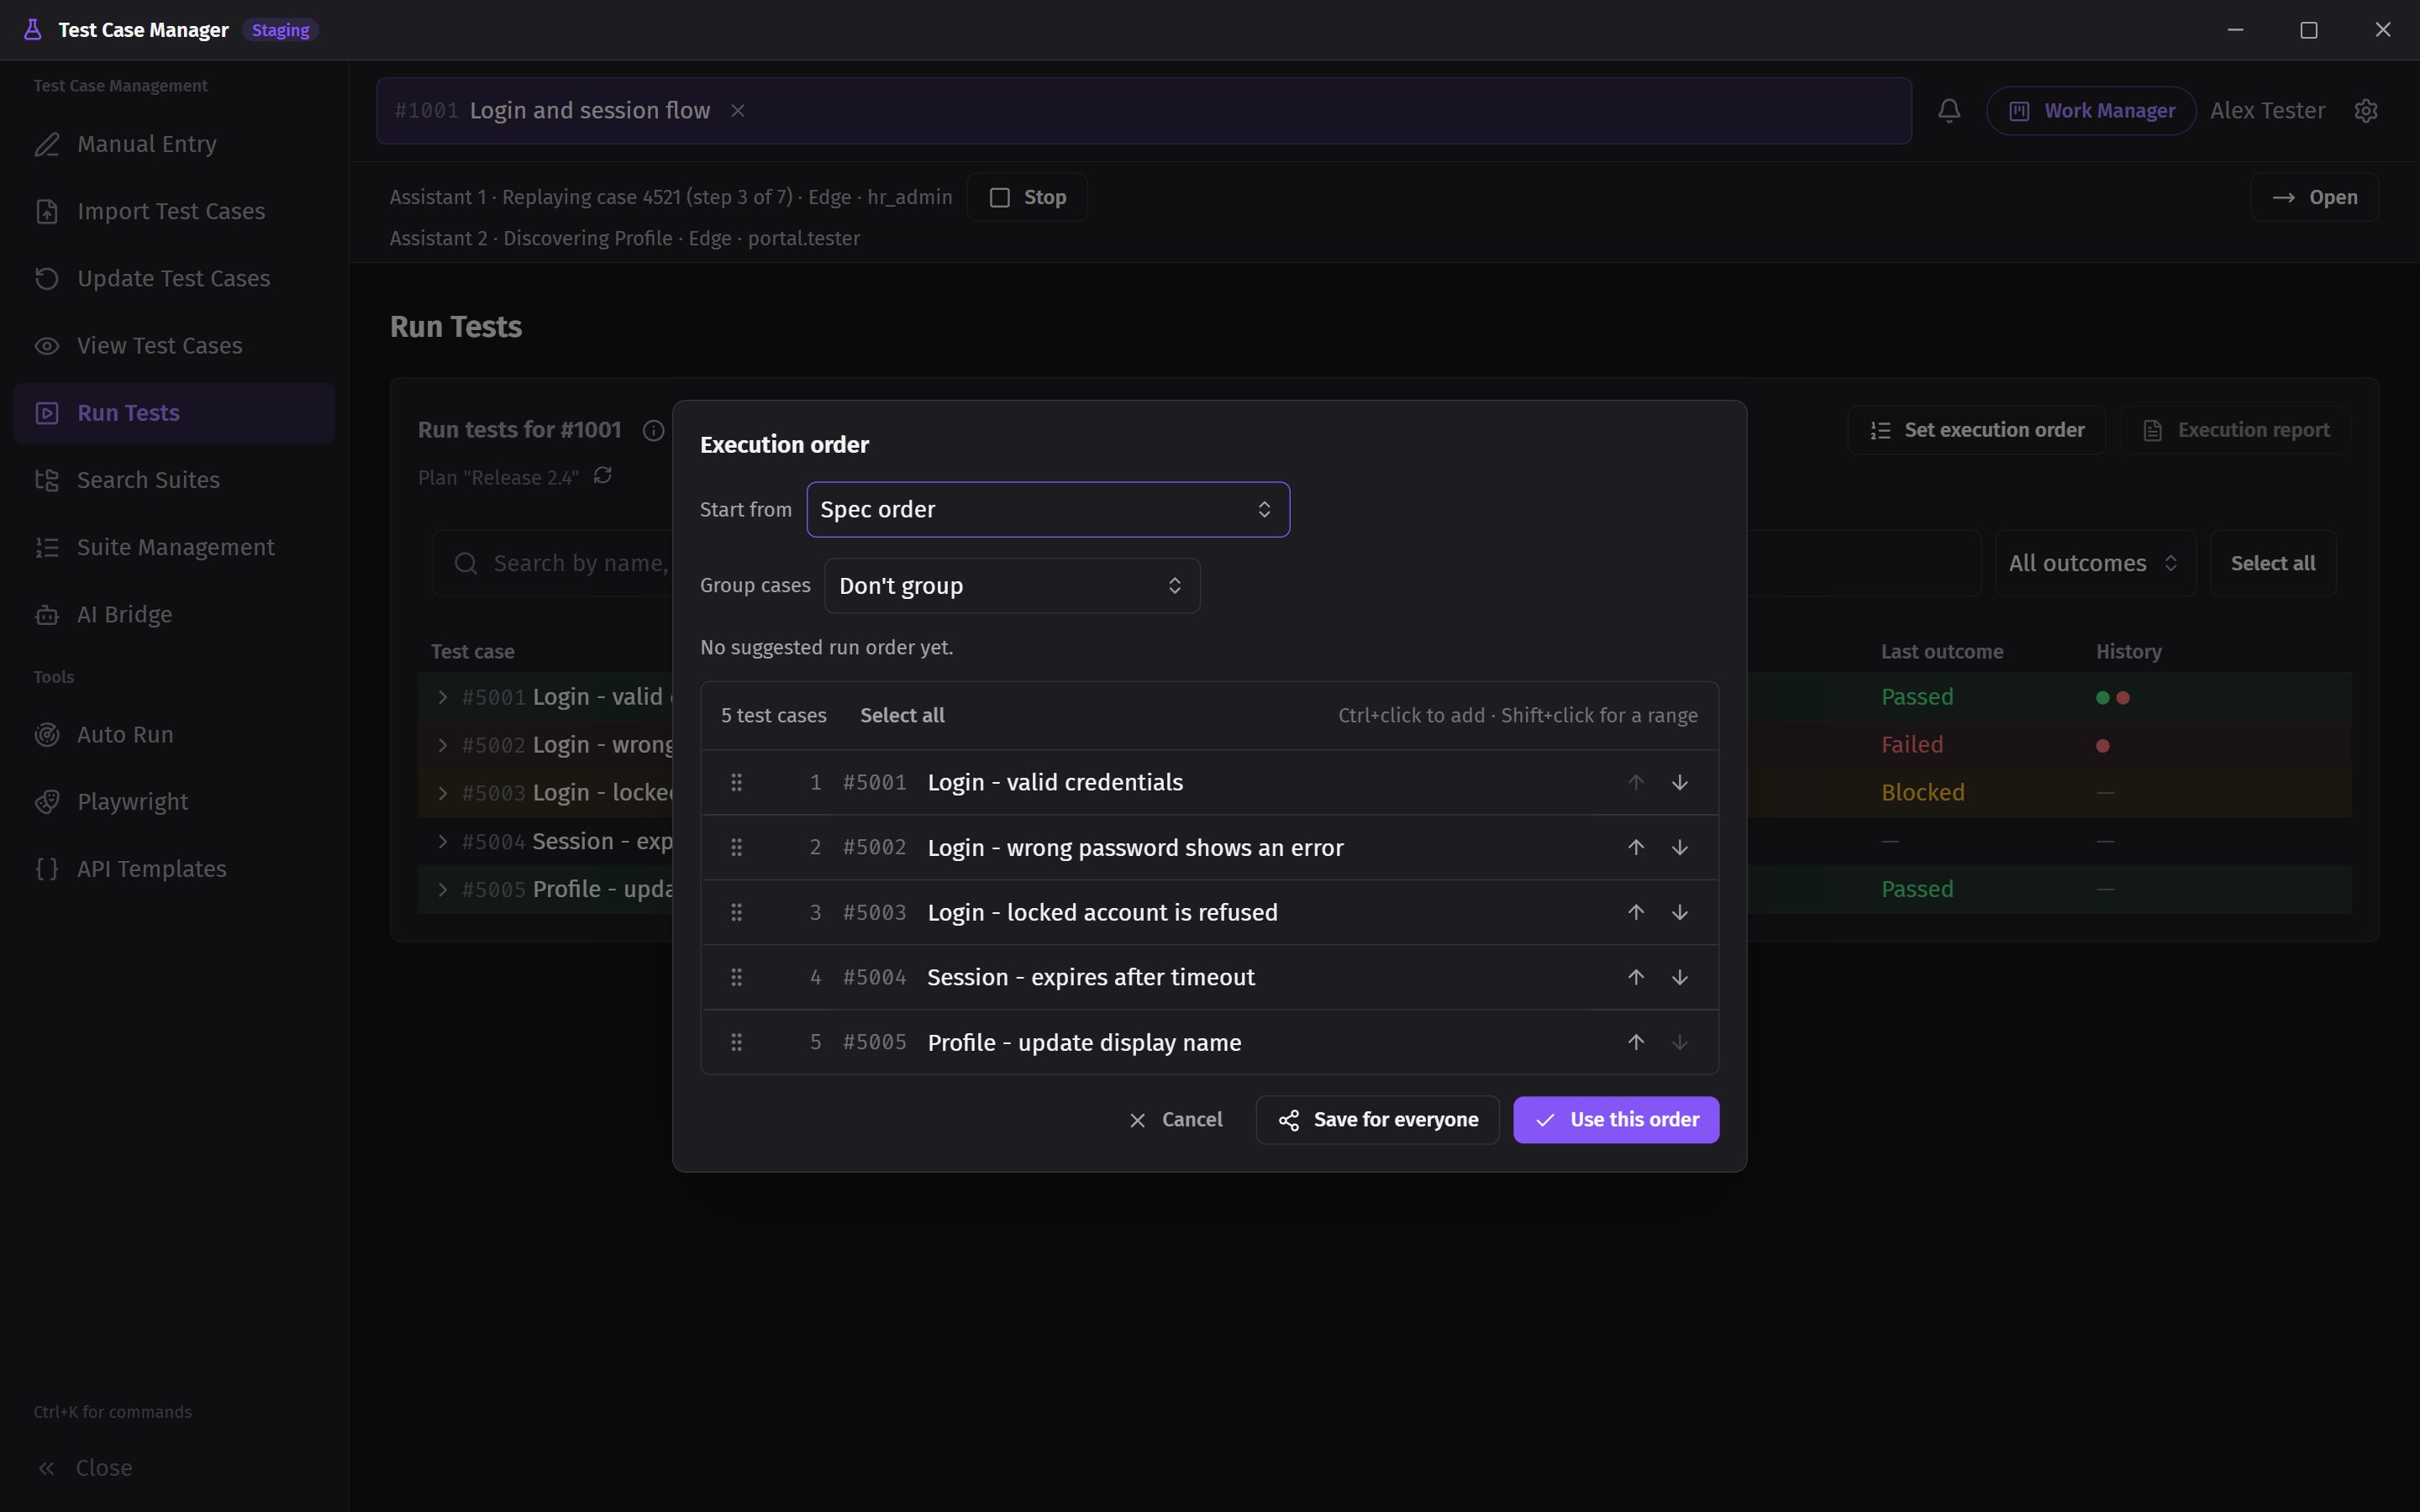 Test Case Manager Staging
Test Case Management
Manual Entry
Import Test Cases
Update Test Cases
View Test Cases
Run Tests
Search Suites
Suite Management
AI Bridge
Tools
Auto Run
Playwright
API Templates
Ctrl+K for commands
Close
#1001 Login and session flow
Work Manager Alex Tester
Assistant 1 · Replaying case 4521 (step 3 of 7) · Edge · hr_admin Stop Open
Assistant 2 · Discovering Profile · Edge · portal.tester
Run Tests
Run tests for #1001 Set execution order Execution report
Plan "Release 2.4"
Search by name, All outcomes Select all
Test case Last outcome History
#5001 Login - valid Passed
#5002 Login - wrong Failed
#5003 Login - locke Blocked
#5004 Session - exp — —
#5005 Profile - upda Passed —
Execution order
Start from Spec order
Group cases Don't group
No suggested run order yet.
5 test cases Select all Ctrl+click to add · Shift+click for a range
1 #5001 Login - valid credentials
2 #5002 Login - wrong password shows an error
3 #5003 Login - locked account is refused
4 #5004 Session - expires after timeout
5 #5005 Profile - update display name
Cancel Save for everyone Use this order